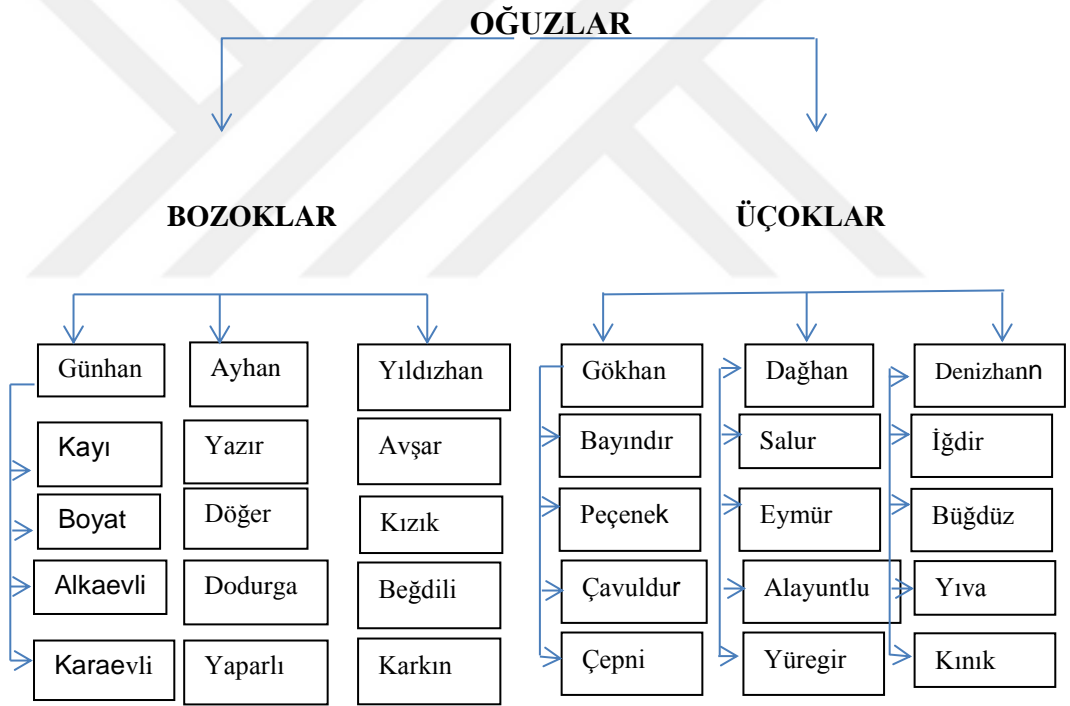 OĞUZLAR
BOZOKLAR ÜÇOKLAR
Günhan Ayhan Yıldızhan Gökhan Dağhan Denizhann
Kayı Yazır Avşar Bayındır Salur İğdir
Boyat Döğer Kızık Peçenek Eymür Büğdüz
Alkaevli Dodurga Beğdili Çavuldur Alayuntlu Yıva
Karaevli Yaparlı Karkın Çepni Yüregir Kınık